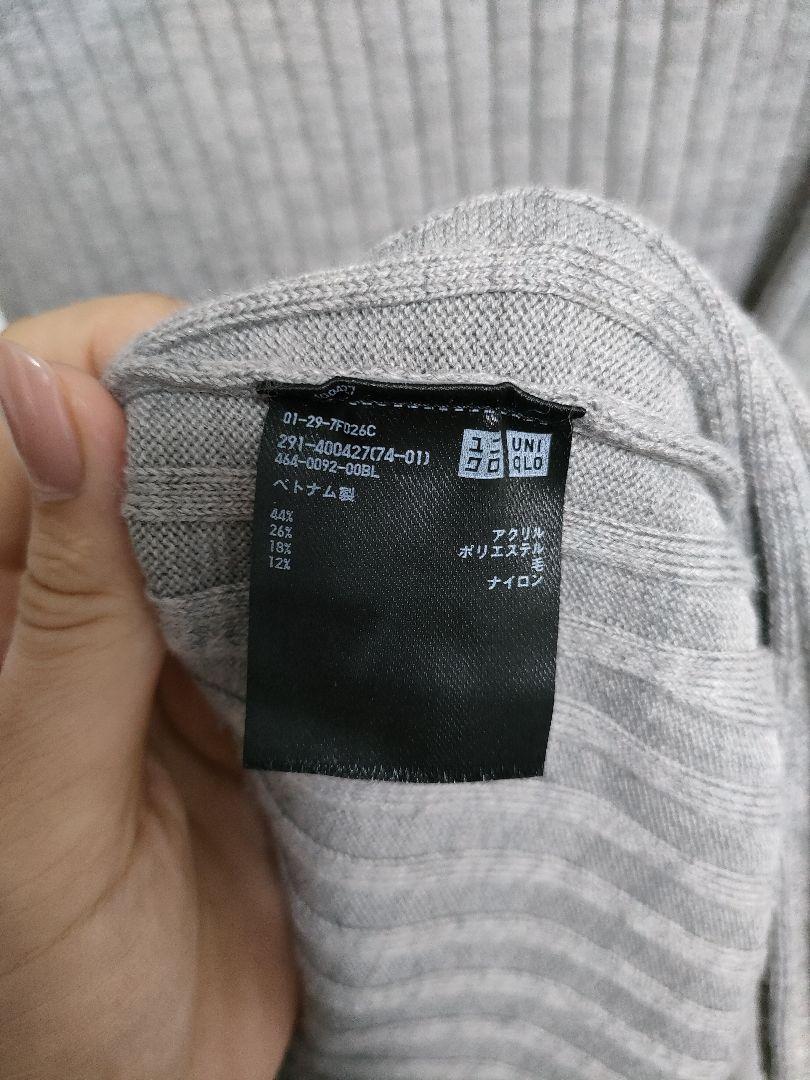 400427
01-29-7F026C
291-400427(74-01)
464-0092-00BL
ベトナム製
ユニ
クロ
UNI
QLO
44% アクリル
26% ポリエステル
18% 毛
12% ナイロン